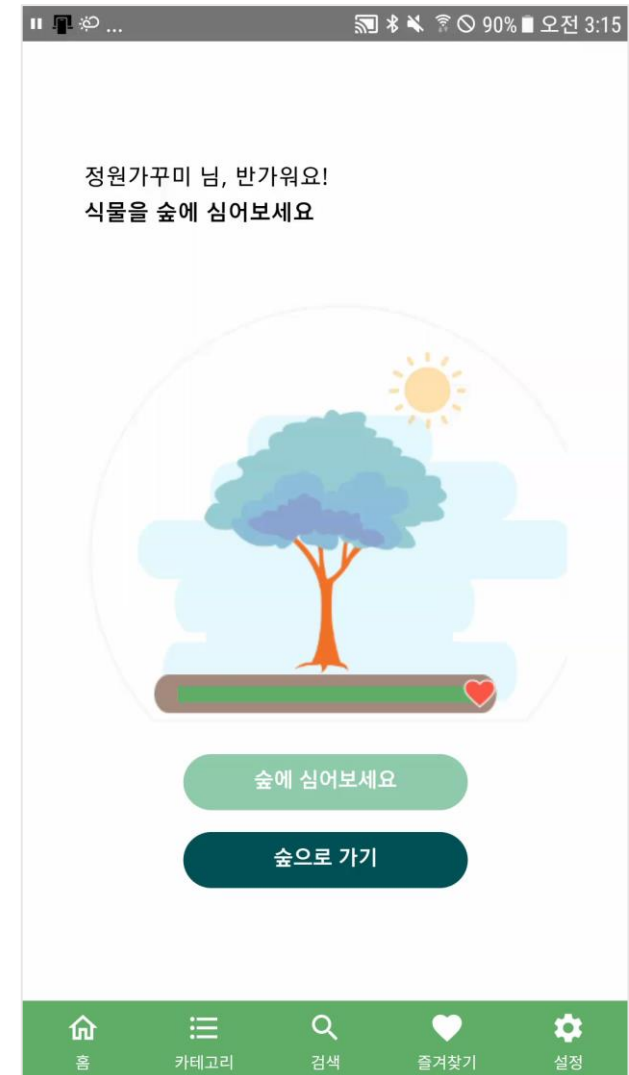 ... 90% 오전 3:15
정원가꾸미 님, 반가워요!
식물을 숲에 심어보세요
숲에 심어보세요
숲으로 가기
홈 카테고리 검색 즐겨찾기 설정